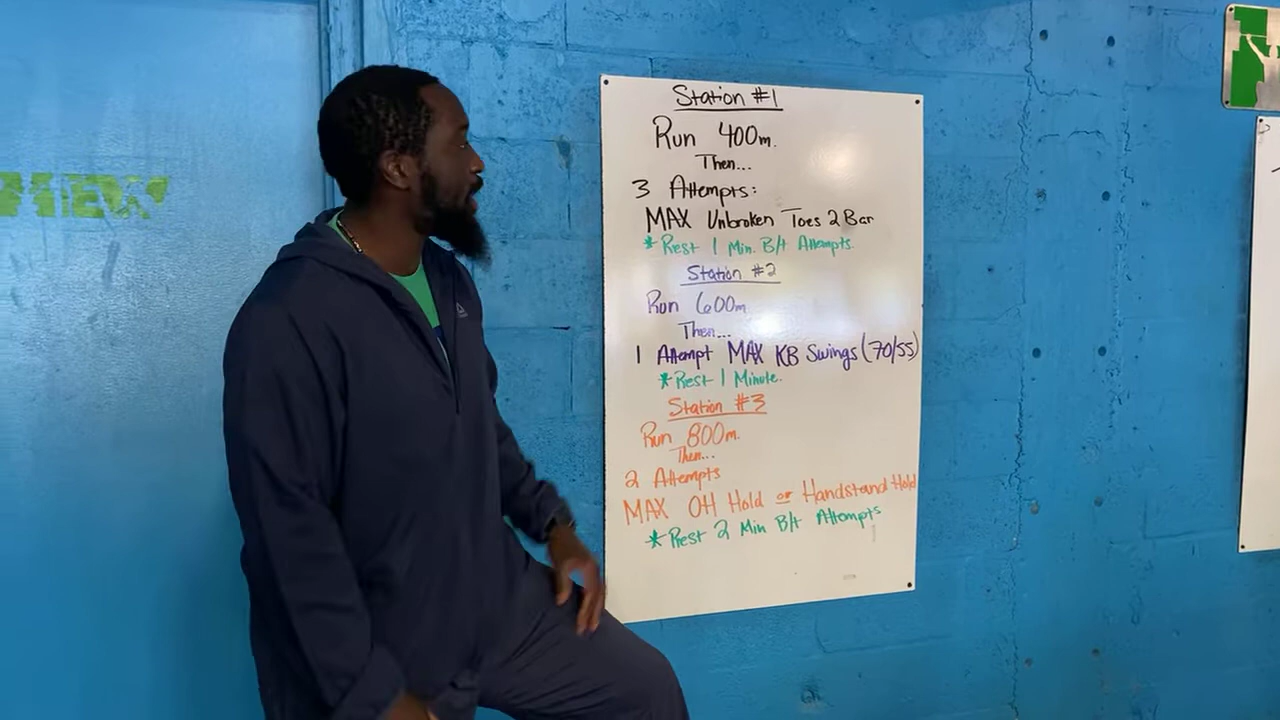 Station #1
Run 400m.
Then...
3 Attempts:
MAX Unbroken Toes 2 Bar
*Rest 1 Min. B/t Attempts.
Station #2
Run 600m
Then...
1 Attempt MAX KB Swings (70/55)
*Rest 1 Minute.
Station #3
Run 800m.
Then...
2 Attempts
MAX OH Hold or Handstand Hold
*Rest 2 Min B/t Attempts